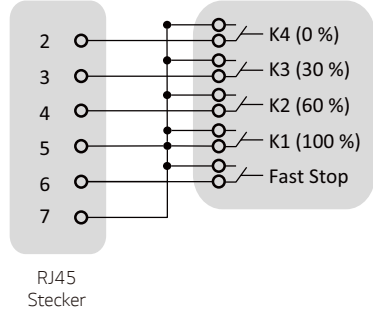 2
3
4
5
6
7
K4 (0 %)
K3 (30 %)
K2 (60 %)
K1 (100 %)
Fast Stop
RJ45
Stecker